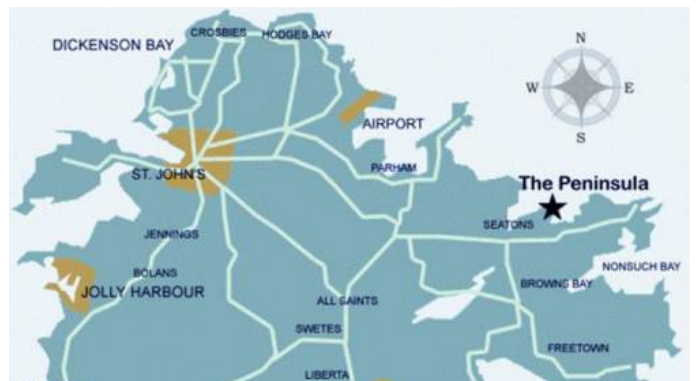 CROSBIES
HODGES BAY
DICKENSON BAY
N
W
E
S
AIRPORT
PARHAM
ST. JOHN'S
The Peninsula
SEATONS
JENNINGS
NONSUCH BAY
BOLANS
BROWNS BAY
JOLLY HARBOUR
ALL SAINTS
SWETES
FREETOWN
LIBERTA